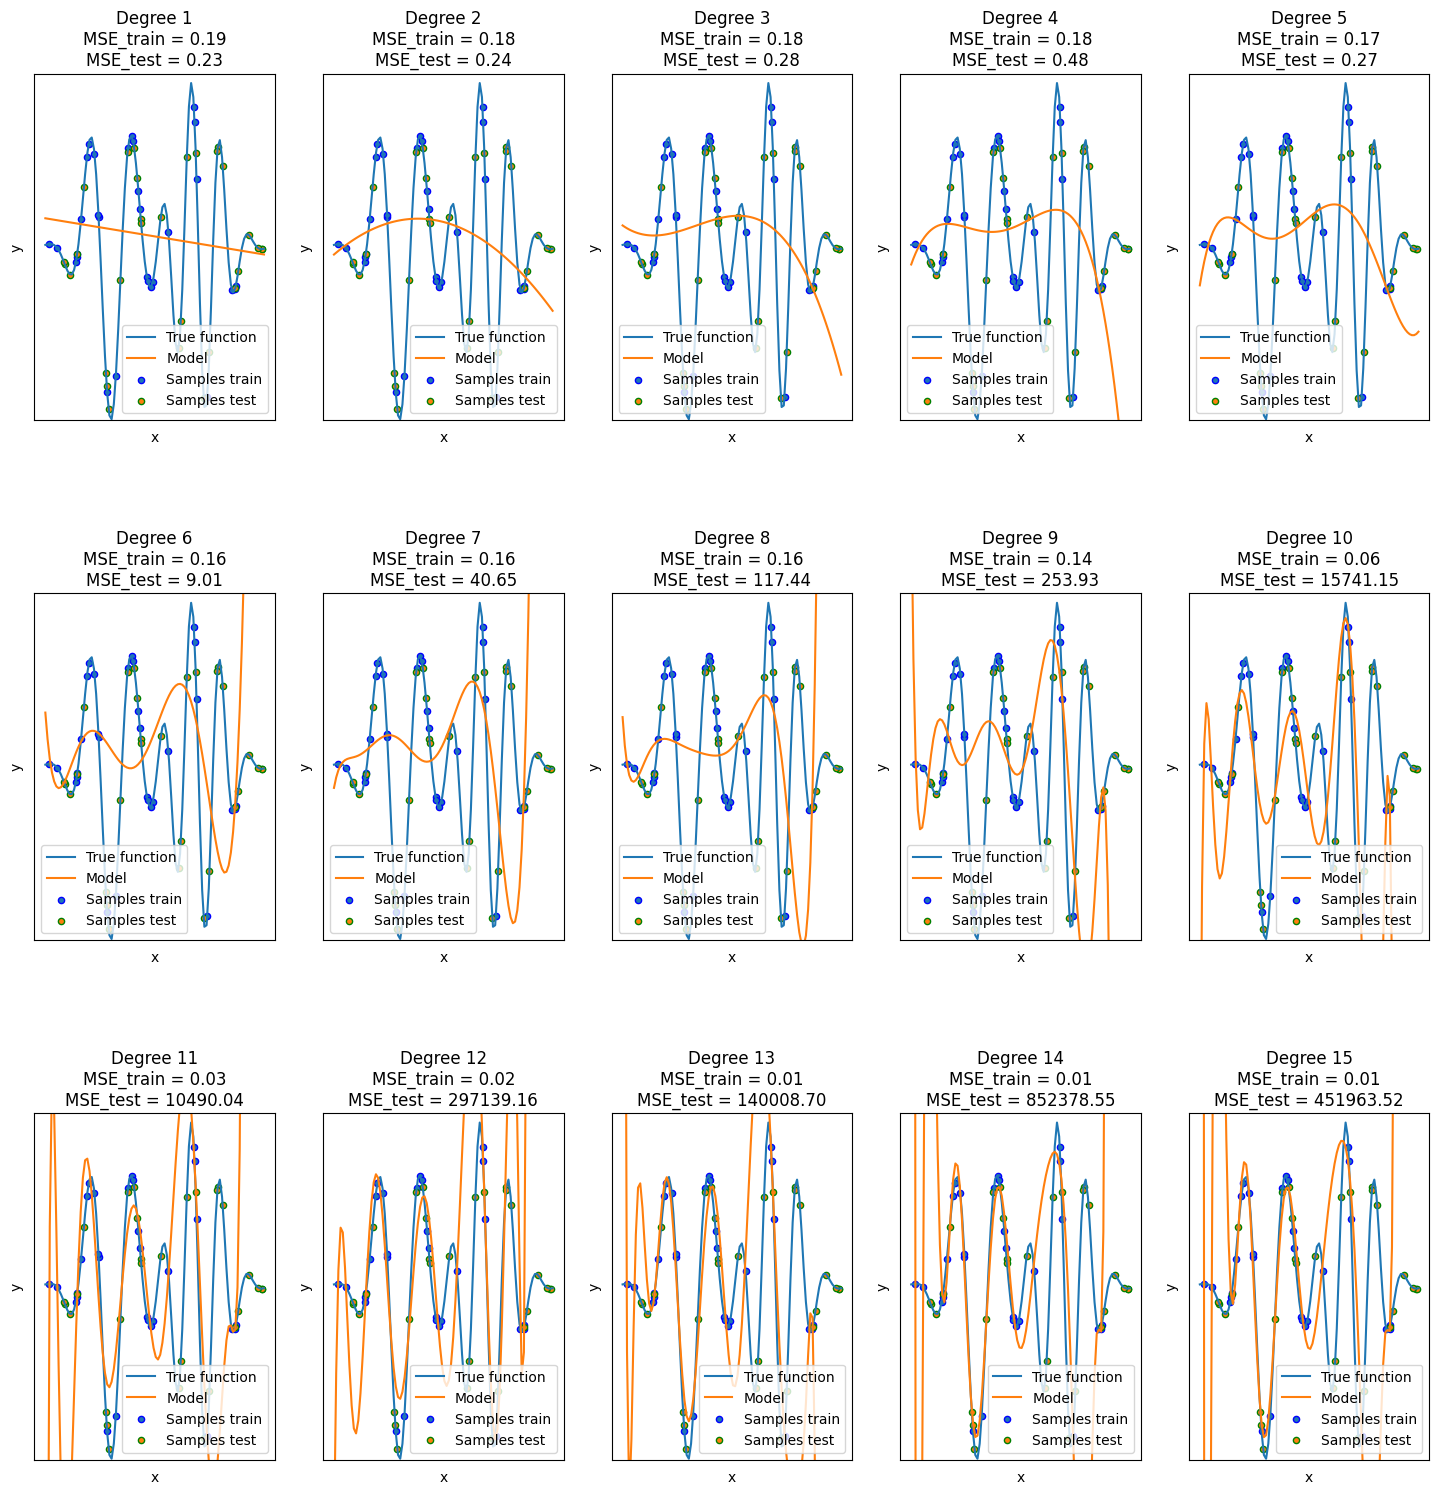 Degree 1
MSE_train = 0.19
MSE_test = 0.23
y
True function
Model
Samples train
Samples test
x
Degree 2
MSE_train = 0.18
MSE_test = 0.24
y
True function
Model
Samples train
Samples test
x
Degree 3
MSE_train = 0.18
MSE_test = 0.28
y
True function
Model
Samples train
Samples test
x
Degree 4
MSE_train = 0.18
MSE_test = 0.48
y
True function
Model
Samples train
Samples test
x
Degree 5
MSE_train = 0.17
MSE_test = 0.27
y
True function
Model
Samples train
Samples test
x
Degree 6
MSE_train = 0.16
MSE_test = 9.01
y
True function
Model
Samples train
Samples test
x
Degree 7
MSE_train = 0.16
MSE_test = 40.65
y
True function
Model
Samples train
Samples test
x
Degree 8
MSE_train = 0.16
MSE_test = 117.44
y
True function
Model
Samples train
Samples test
x
Degree 9
MSE_train = 0.14
MSE_test = 253.93
y
True function
Model
Samples train
Samples test
x
Degree 10
MSE_train = 0.06
MSE_test = 15741.15
y
True function
Model
Samples train
Samples test
x
Degree 11
MSE_train = 0.03
MSE_test = 10490.04
y
True function
Model
Samples train
Samples test
x
Degree 12
MSE_train = 0.02
MSE_test = 297139.16
y
True function
Model
Samples train
Samples test
x
Degree 13
MSE_train = 0.01
MSE_test = 140008.70
y
True function
Model
Samples train
Samples test
x
Degree 14
MSE_train = 0.01
MSE_test = 852378.55
y
True function
Model
Samples train
Samples test
x
Degree 15
MSE_train = 0.01
MSE_test = 451963.52
y
True function
Model
Samples train
Samples test
x